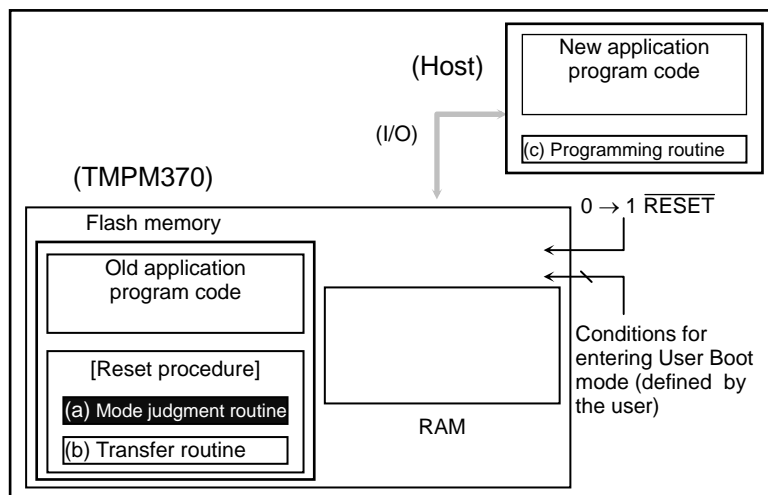 New application
program code
(Host)
(I/O)
(c) Programming routine
(TMPM370)
0 → 1 RESET
Flash memory
Old application
program code
[Reset procedure]
(a) Mode judgment routine
(b) Transfer routine
RAM
Conditions for
entering User Boot
mode (defined by
the user)